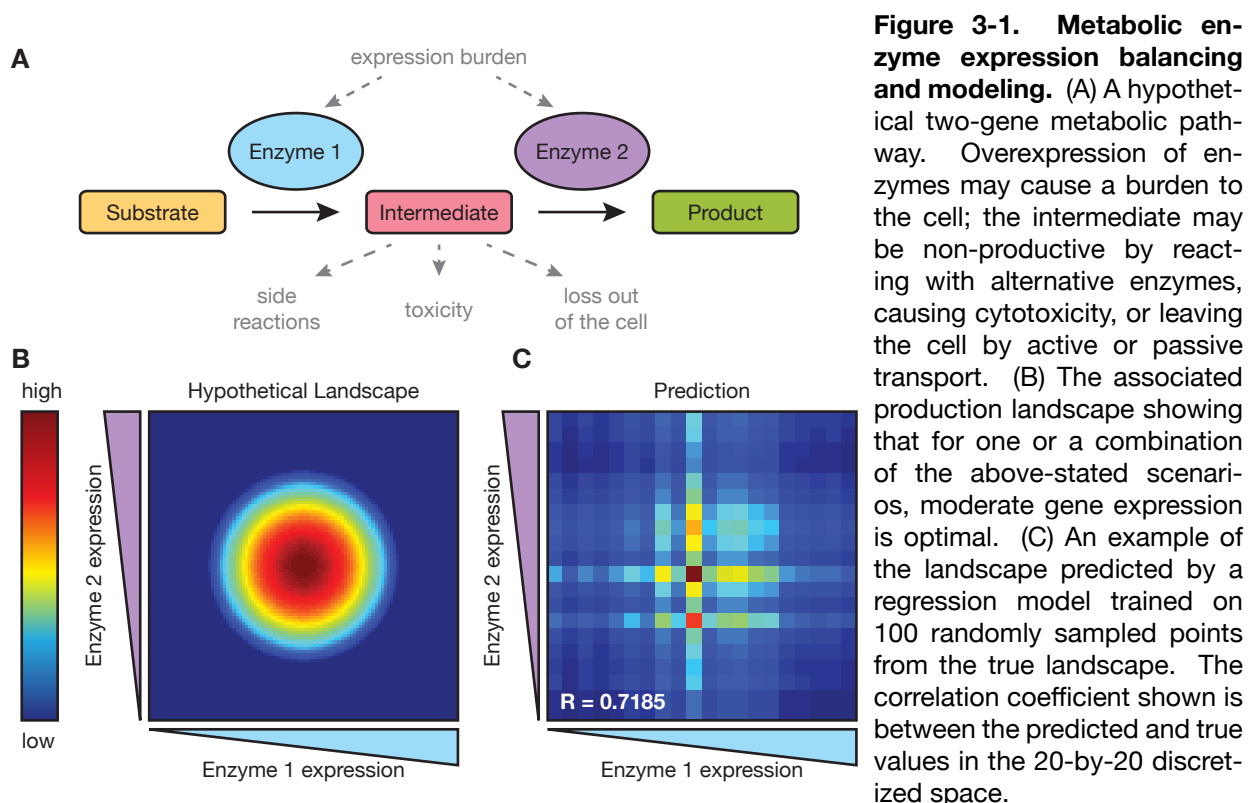 A
expression burden
Enzyme 1
Enzyme 2
Substrate
Intermediate
Product
side
reactions
toxicity
loss out
of the cell
B
high
low
Hypothetical Landscape
Enzyme 2 expression
Enzyme 1 expression
C
Prediction
Enzyme 2 expression
R = 0.7185
Enzyme 1 expression
Figure 3-1. Metabolic en-
zyme expression balancing
and modeling. (A) A hypothet-
ical two-gene metabolic path-
way. Overexpression of en-
zymes may cause a burden to
the cell; the intermediate may
be non-productive by react-
ing with alternative enzymes,
causing cytotoxicity, or leaving
the cell by active or passive
transport. (B) The associated
production landscape showing
that for one or a combination
of the above-stated scenari-
os, moderate gene expression
is optimal. (C) An example of
the landscape predicted by a
regression model trained on
100 randomly sampled points
from the true landscape. The
correlation coefficient shown is
between the predicted and true
values in the 20-by-20 discret-
ized space.